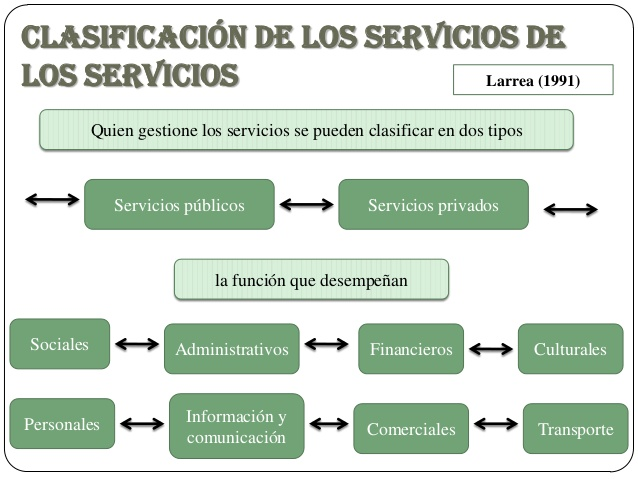 CLASIFICACIÓN DE LOS SERVICIOS DE
LOS SERVICIOS
Larrea (1991)
Quien gestione los servicios se pueden clasificar en dos tipos
Servicios públicos
Servicios privados
la función que desempeñan
Sociales
Administrativos
Financieros
Culturales
Personales
Información y
comunicación
Comerciales
Transporte